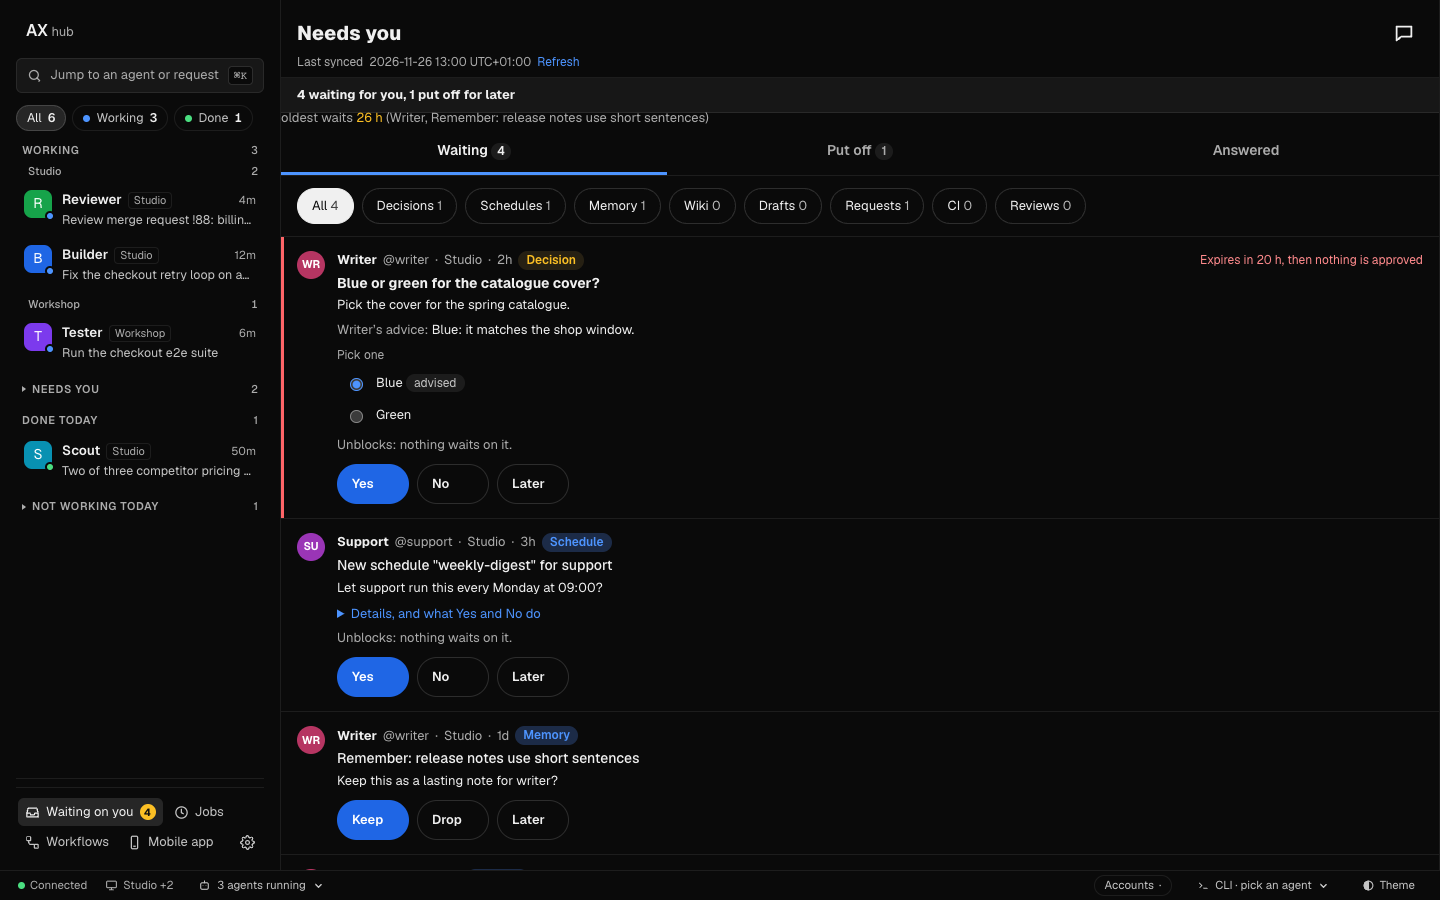 AX hub
Jump to an agent or request ⌘K
All 6 Working 3 Done 1
WORKING 3
Studio 2
R Reviewer Studio 4m
Review merge request !88: billin...
B Builder Studio 12m
Fix the checkout retry loop on a...
Workshop 1
T Tester Workshop 6m
Run the checkout e2e suite
NEEDS YOU 2
DONE TODAY 1
S Scout Studio 50m
Two of three competitor pricing ...
NOT WORKING TODAY 1
Waiting on you 4 Jobs
Workflows Mobile app
Needs you
Last synced 2026-11-26 13:00 UTC+01:00 Refresh
4 waiting for you, 1 put off for later
oldest waits 26 h (Writer, Remember: release notes use short sentences)
Waiting 4 Put off 1 Answered
All 4 Decisions 1 Schedules 1 Memory 1 Wiki 0 Drafts 0 Requests 1 CI 0 Reviews 0
WR Writer @writer · Studio · 2h Decision Expires in 20 h, then nothing is approved
Blue or green for the catalogue cover?
Pick the cover for the spring catalogue.
Writer's advice: Blue: it matches the shop window.
Pick one
Blue advised
Green
Unblocks: nothing waits on it.
Yes No Later
SU Support @support · Studio · 3h Schedule
New schedule "weekly-digest" for support
Let support run this every Monday at 09:00?
Details, and what Yes and No do
Unblocks: nothing waits on it.
Yes No Later
WR Writer @writer · Studio · 1d Memory
Remember: release notes use short sentences
Keep this as a lasting note for writer?
Keep Drop Later
Connected Studio +2 3 agents running Accounts · CLI · pick an agent Theme